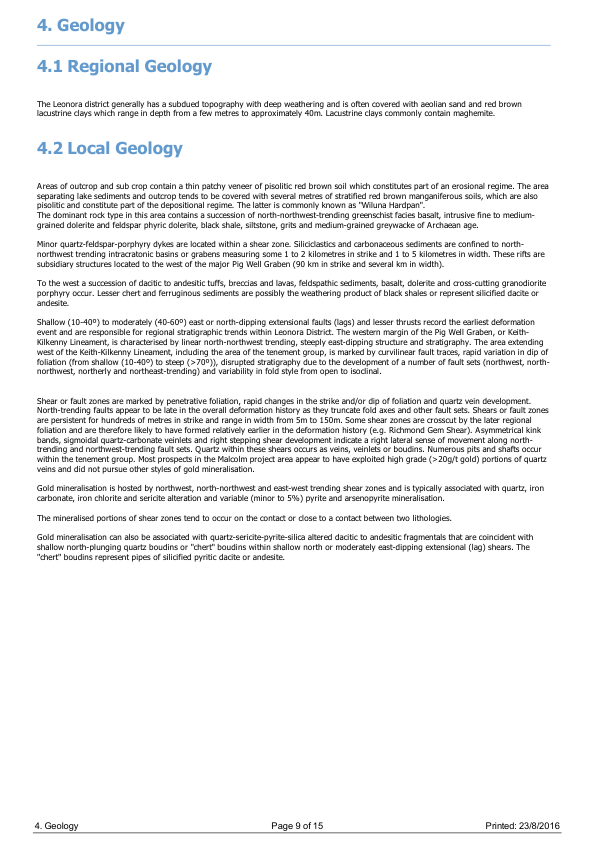 4. Geology
4.1 Regional Geology
The Leonora district generally has a subdued topography with deep weathering and is often covered with aeolian sand and red brown
lacustrine clays which range in depth from a few metres to approximately 40m. Lacustrine clays commonly contain maghemite.
4.2 Local Geology
Areas of outcrop and sub crop contain a thin patchy veneer of pisolitic red brown soil which constitutes part of an erosional regime. The area
separating lake sediments and outcrop tends to be covered with several metres of stratified red brown manganiferous soils, which are also
pisolitic and constitute part of the depositional regime. The latter is commonly known as "Wiluna Hardpan".
The dominant rock type in this area contains a succession of north-northwest-trending greenschist facies basalt, intrusive fine to medium-
grained dolerite and feldspar phyric dolerite, black shale, siltstone, grits and medium-grained greywacke of Archaean age.
Minor quartz-feldspar-porphyry dykes are located within a shear zone. Siliciclastics and carbonaceous sediments are confined to north-
northwest trending intracratonic basins or grabens measuring some 1 to 2 kilometres in strike and 1 to 5 kilometres in width. These rifts are
subsidiary structures located to the west of the major Pig Well Graben (90 km in strike and several km in width).
To the west a succession of dacitic to andesitic tuffs, breccias and lavas, feldspathic sediments, basalt, dolerite and cross-cutting granodiorite
porphyry occur. Lesser chert and ferruginous sediments are possibly the weathering product of black shales or represent silicified dacite or
andesite.
Shallow (10-40º) to moderately (40-60º) east or north-dipping extensional faults (lags) and lesser thrusts record the earliest deformation
event and are responsible for regional stratigraphic trends within Leonora District. The western margin of the Pig Well Graben, or Keith-
Kilkenny Lineament, is characterised by linear north-northwest trending, steeply east-dipping structure and stratigraphy. The area extending
west of the Keith-Kilkenny Lineament, including the area of the tenement group, is marked by curvilinear fault traces, rapid variation in dip of
foliation (from shallow (10-40º) to steep (>70º)), disrupted stratigraphy due to the development of a number of fault sets (northwest, north-
northwest, northerly and northeast-trending) and variability in fold style from open to isoclinal.
Shear or fault zones are marked by penetrative foliation, rapid changes in the strike and/or dip of foliation and quartz vein development.
North-trending faults appear to be late in the overall deformation history as they truncate fold axes and other fault sets. Shears or fault zones
are persistent for hundreds of metres in strike and range in width from 5m to 150m. Some shear zones are crosscut by the later regional
foliation and are therefore likely to have formed relatively earlier in the deformation history (e.g. Richmond Gem Shear). Asymmetrical kink
bands, sigmoidal quartz-carbonate veinlets and right stepping shear development indicate a right lateral sense of movement along north-
trending and northwest-trending fault sets. Quartz within these shears occurs as veins, veinlets or boudins. Numerous pits and shafts occur
within the tenement group. Most prospects in the Malcolm project area appear to have exploited high grade (>20g/t gold) portions of quartz
veins and did not pursue other styles of gold mineralisation.
Gold mineralisation is hosted by northwest, north-northwest and east-west trending shear zones and is typically associated with quartz, iron
carbonate, iron chlorite and sericite alteration and variable (minor to 5%) pyrite and arsenopyrite mineralisation.
The mineralised portions of shear zones tend to occur on the contact or close to a contact between two lithologies.
Gold mineralisation can also be associated with quartz-sericite-pyrite-silica altered dacitic to andesitic fragmentals that are coincident with
shallow north-plunging quartz boudins or "chert" boudins within shallow north or moderately east-dipping extensional (lag) shears. The
"chert" boudins represent pipes of silicified pyritic dacite or andesite.
4. Geology
Page 9 of 15
Printed: 23/8/2016